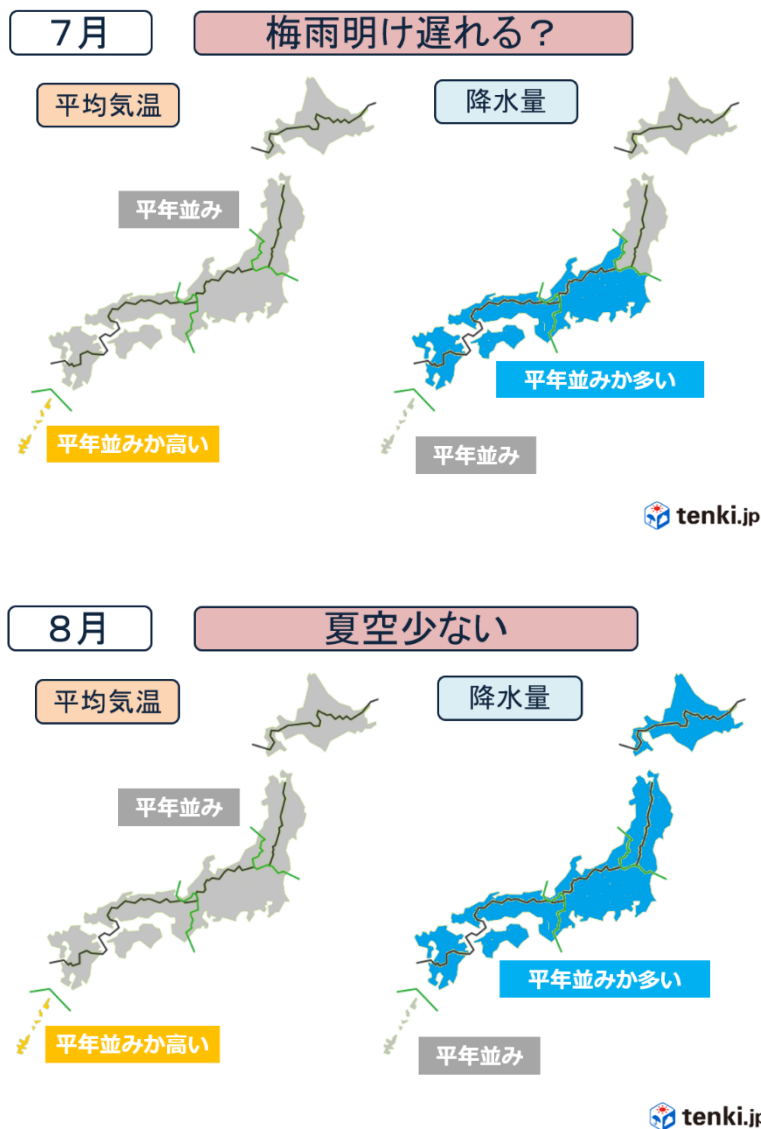 ７月
梅雨明け遅れる？
平均気温
降水量
平年並み
平年並みか多い
平年並みか高い
平年並み
tenki.jp
８月
夏空少ない
平均気温
降水量
平年並み
平年並みか多い
平年並みか高い
平年並み
tenki.jp